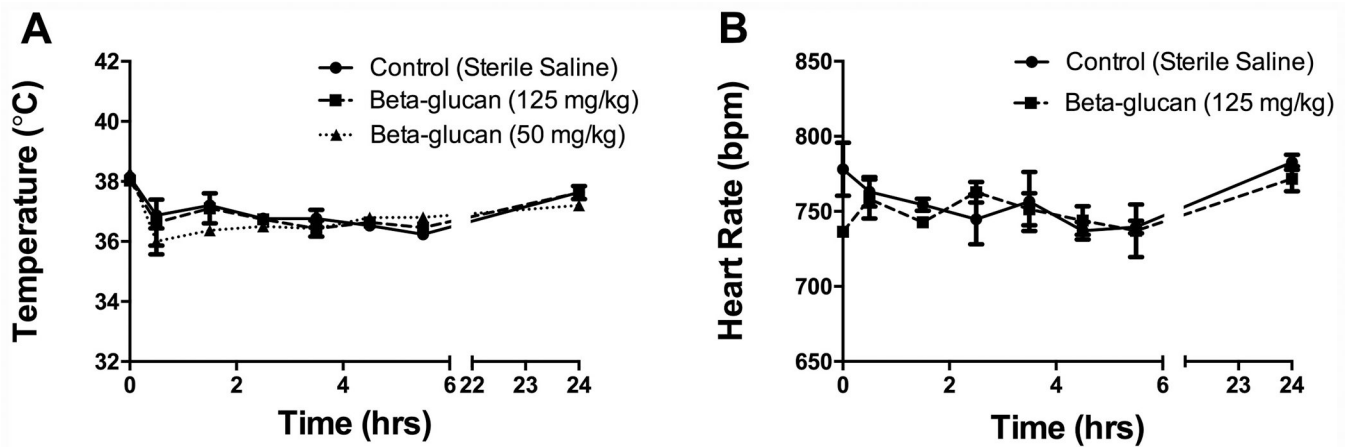 A
Temperature (°C)
42
40
38
36
34
32
Control (Sterile Saline)
Beta-glucan (125 mg/kg)
Beta-glucan (50 mg/kg)
0 2 4 6 22 23 24
Time (hrs)
B
Heart Rate (bpm)
850
800
750
700
650
Control (Sterile Saline)
Beta-glucan (125 mg/kg)
0 2 4 6 23 24
Time (hrs)